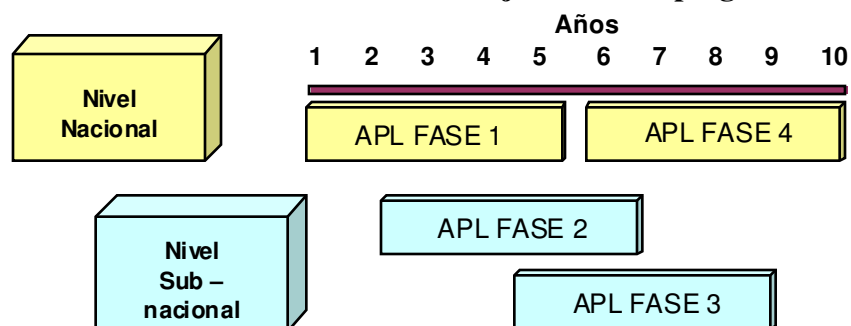 Años
1 2 3 4 5 6 7 8 9 10
Nivel
Nacional
APL FASE 1
APL FASE 4
APL FASE 2
Nivel
Sub –
nacional
APL FASE 3